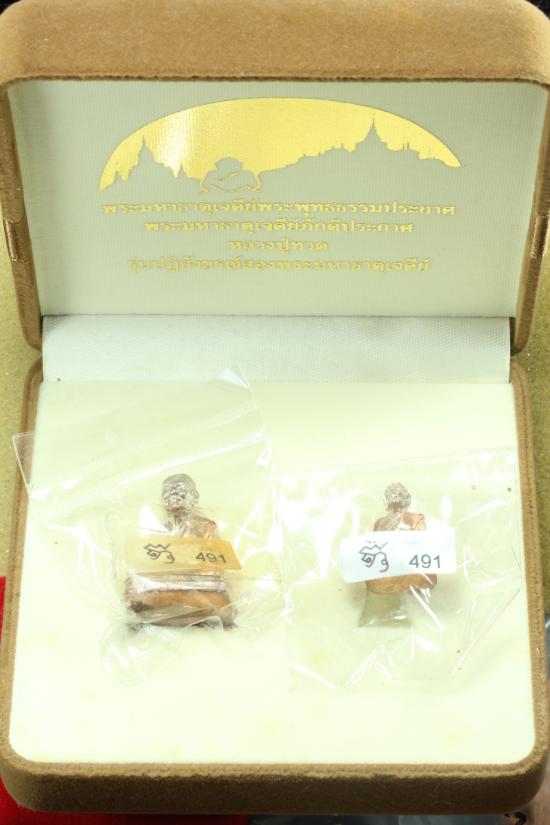 พระมหาธาตุเจดีย์พระพุทธธรรมประกาศ
พระมหาธาตุเจดีย์ภักดีประกาศ
หลวงปู่ทวด
รุ่นปฏิสังขรณ์สองพระมหาธาตุเจดีย์
491
491